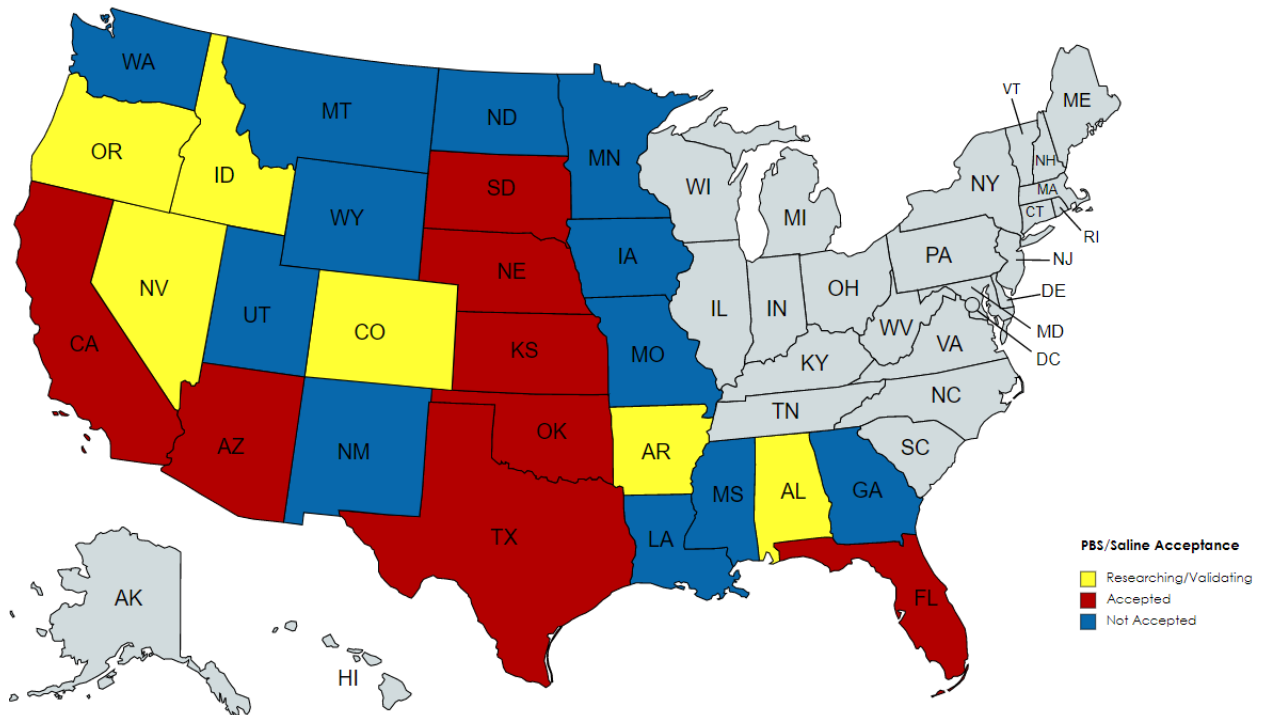 WA
MT
ND
MN
OR
ID
SD
WY
WI
MI
NY
VT
NH
ME
MA
CT
RI
NJ
PA
DE
MD
DC
NE
IA
NV
UT
CO
CA
KS
MO
IL
IN
OH
WV
VA
KY
NC
TN
SC
AZ
NM
OK
AR
TX
LA
MS
AL
GA
FL
AK
HI
PBS/Saline Acceptance
Researching/Validating
Accepted
Not Accepted